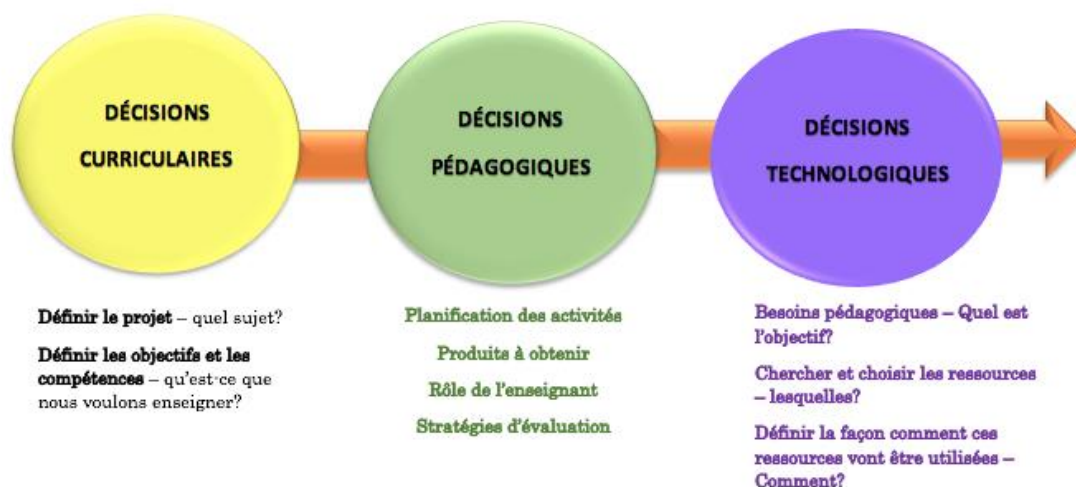 DÉCISIONS
CURRICULAIRES
DÉCISIONS
PÉDAGOGIQUES
DÉCISIONS
TECHNOLOGIQUES
Définir le projet – quel sujet?
Définir les objectifs et les
compétences – qu'est-ce que
nous voulons enseigner?
Planification des activités
Produits à obtenir
Rôle de l'enseignant
Stratégies d'évaluation
Besoins pédagogiques – Quel est
l'objectif?
Chercher et choisir les ressources
– lesquelles?
Définir la façon comment ces
ressources vont être utilisées –
Comment?